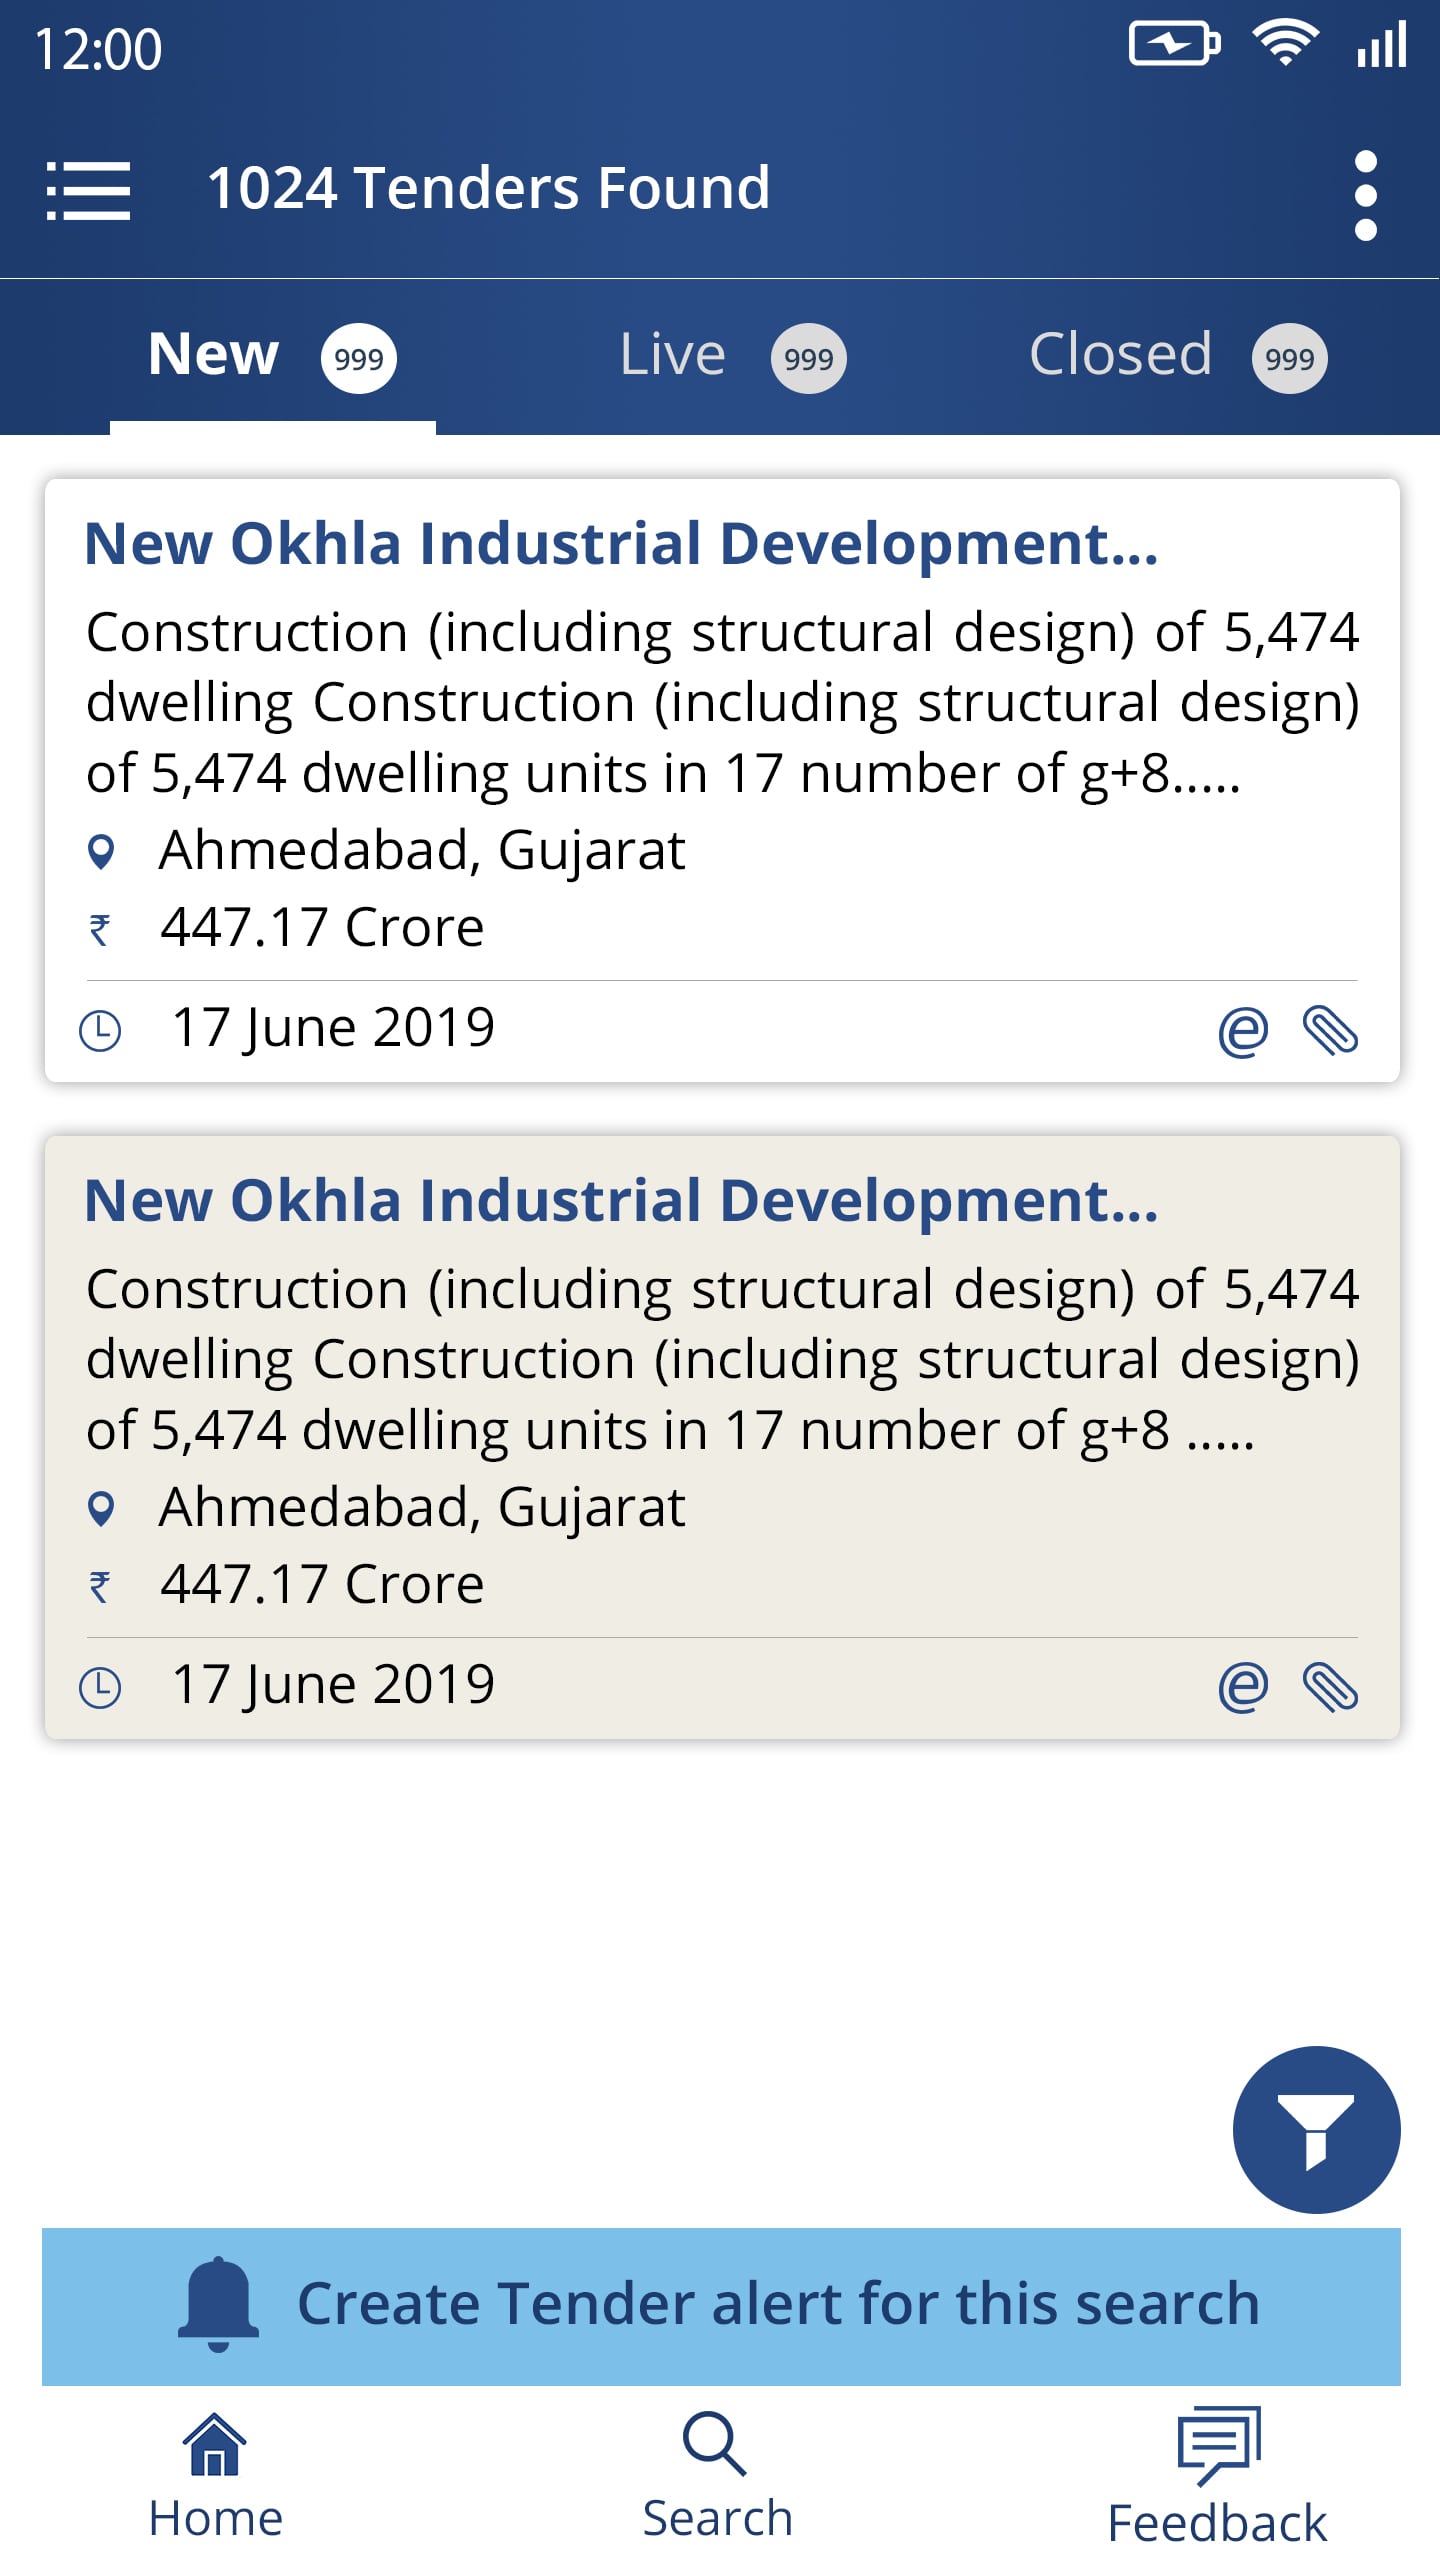 12:00
1024 Tenders Found
New 999 Live 999 Closed 999
New Okhla Industrial Development...
Construction (including structural design) of 5,474
dwelling Construction (including structural design)
of 5,474 dwelling units in 17 number of g+8.....
Ahmedabad, Gujarat
₹ 447.17 Crore
17 June 2019 @
New Okhla Industrial Development...
Construction (including structural design) of 5,474
dwelling Construction (including structural design)
of 5,474 dwelling units in 17 number of g+8 .....
Ahmedabad, Gujarat
₹ 447.17 Crore
17 June 2019 @
Create Tender alert for this search
Home Search Feedback